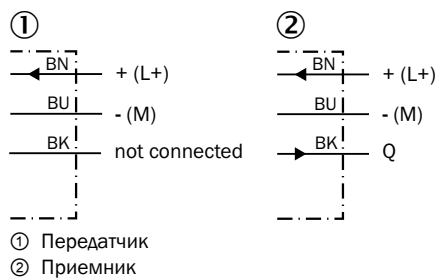 ① ②
BN + (L+) BN + (L+)
BU - (M) BU - (M)
BK not connected BK Q
① Передатчик
② Приемник